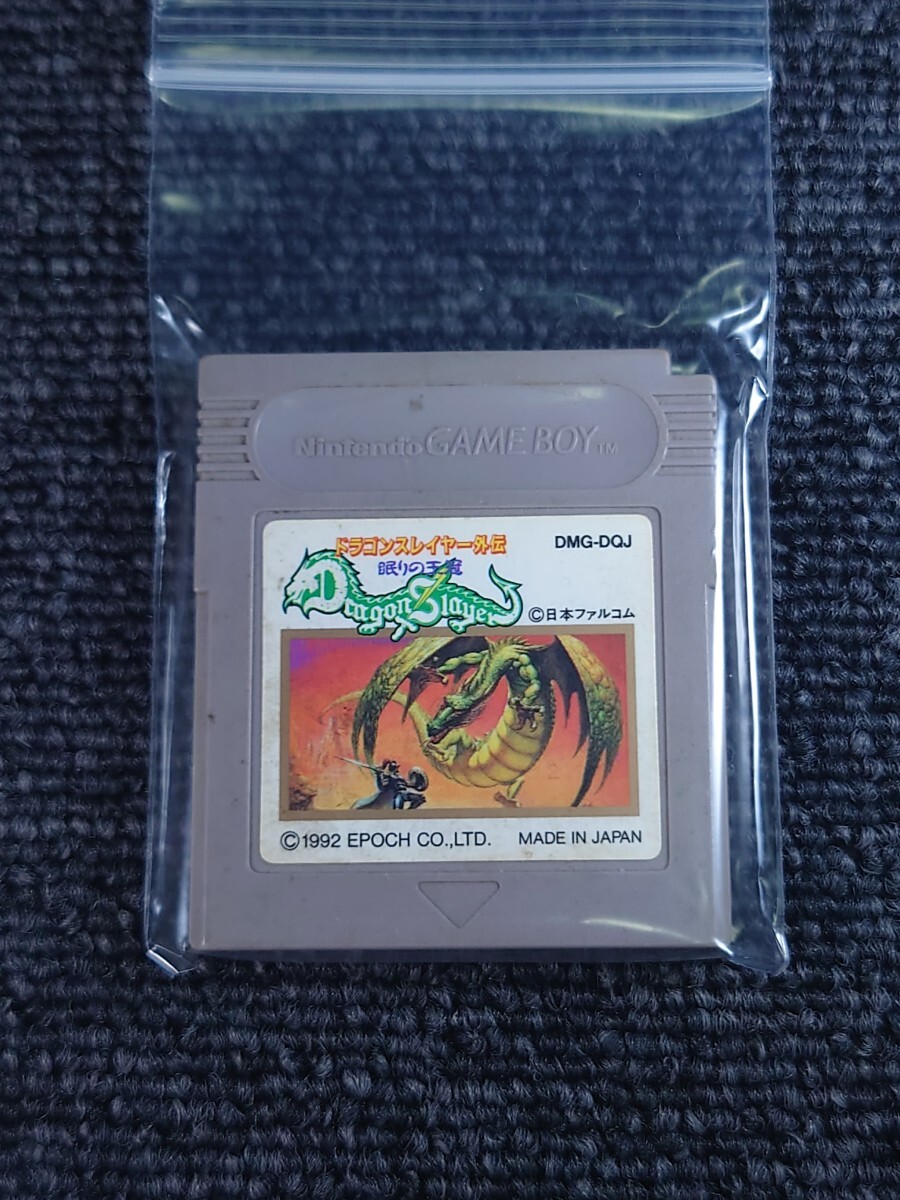 Nintendo GAME BOY TM
ドラゴンスレイヤー外伝
眠りの王冠
DMG-DQJ
Dragon Slayer
©日本ファルコム
©1992 EPOCH CO.,LTD. MADE IN JAPAN